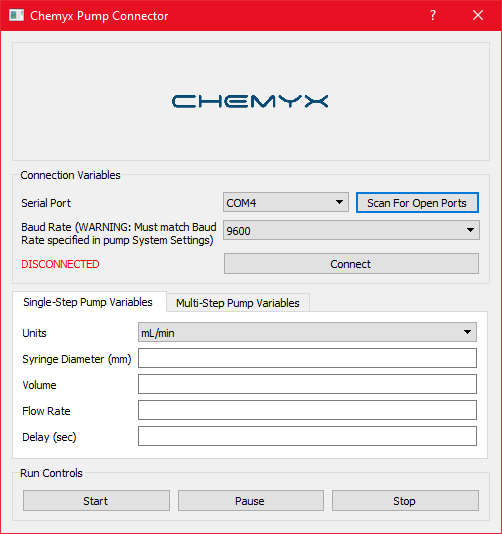 Chemyx Pump Connector
?
CHEMYX
Connection Variables
Serial Port
COM4
Scan For Open Ports
Baud Rate (WARNING: Must match Baud
Rate specified in pump System Settings)
9600
DISCONNECTED
Connect
Single-Step Pump Variables
Multi-Step Pump Variables
Units
mL/min
Syringe Diameter (mm)
Volume
Flow Rate
Delay (sec)
Run Controls
Start
Pause
Stop